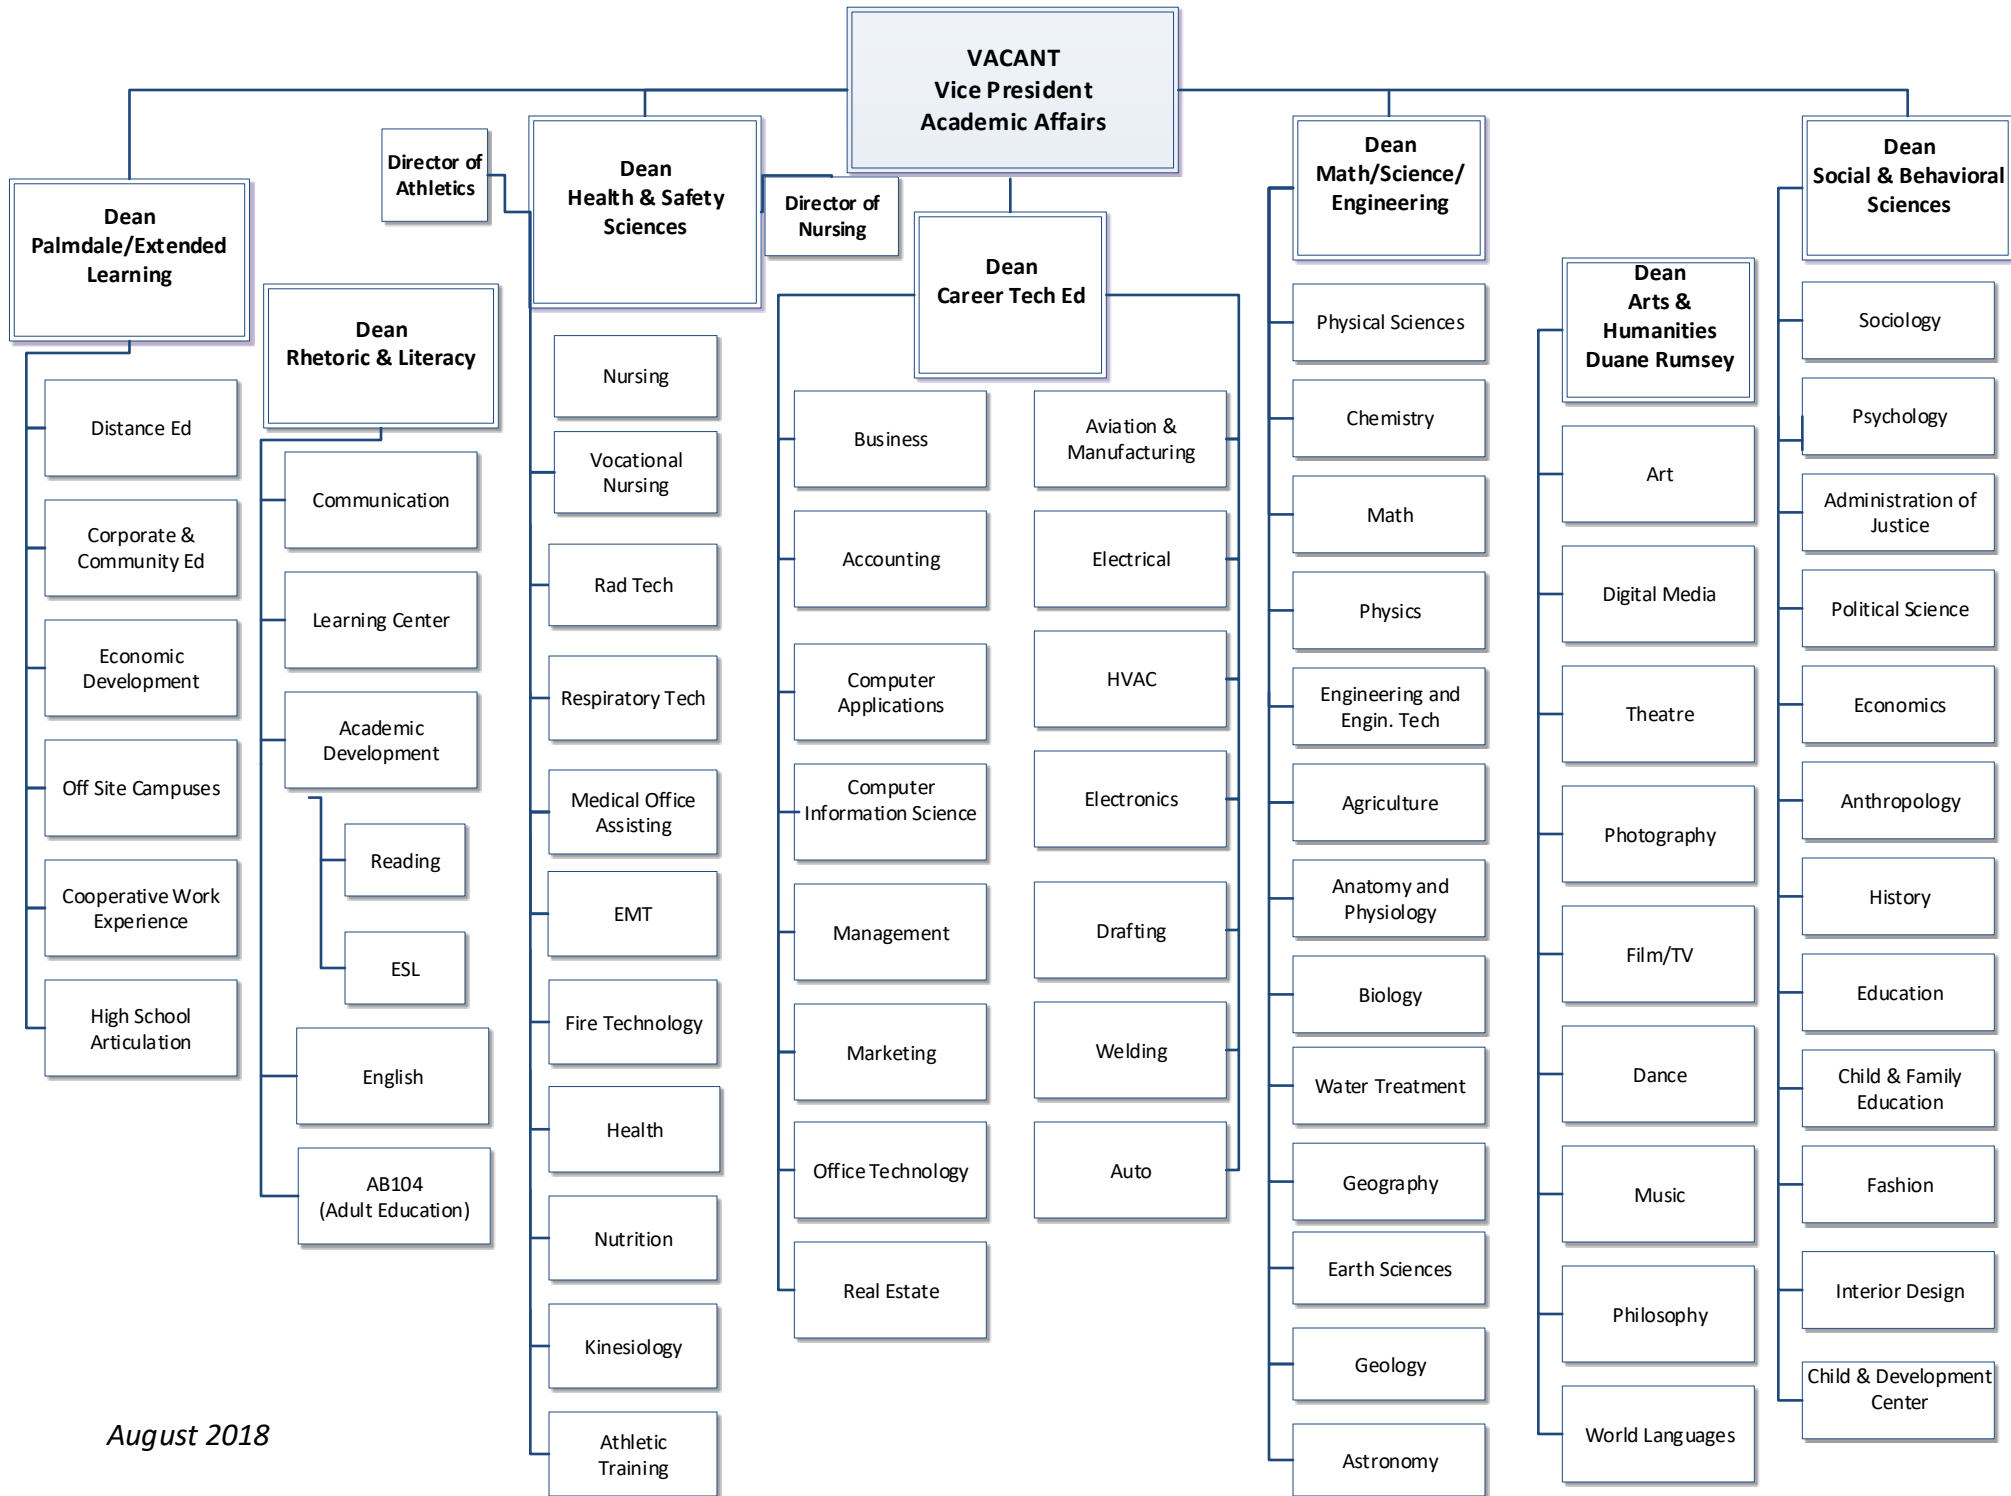 VACANT
Vice President
Academic Affairs
Dean
Palmdale/Extended
Learning
Distance Ed
Corporate &
Community Ed
Economic
Development
Off Site Campuses
Cooperative Work
Experience
High School
Articulation
Dean
Rhetoric & Literacy
Communication
Learning Center
Academic
Development
Reading
ESL
English
AB104
(Adult Education)
Director of
Athletics
Dean
Health & Safety
Sciences
Director of
Nursing
Nursing
Vocational
Nursing
Rad Tech
Respiratory Tech
Medical Office
Assisting
EMT
Fire Technology
Health
Nutrition
Kinesiology
Athletic
Training
Dean
Career Tech Ed
Business
Accounting
Computer
Applications
Computer
Information Science
Management
Marketing
Office Technology
Real Estate
Aviation &
Manufacturing
Electrical
HVAC
Electronics
Drafting
Welding
Auto
Dean
Math/Science/
Engineering
Physical Sciences
Chemistry
Math
Physics
Engineering and
Engin. Tech
Agriculture
Anatomy and
Physiology
Biology
Water Treatment
Geography
Earth Sciences
Geology
Astronomy
Dean
Arts &
Humanities
Duane Rumsey
Art
Digital Media
Theatre
Photography
Film/TV
Dance
Music
Philosophy
World Languages
Dean
Social & Behavioral
Sciences
Sociology
Psychology
Administration of
Justice
Political Science
Economics
Anthropology
History
Education
Child & Family
Education
Fashion
Interior Design
Child & Development
Center
August 2018